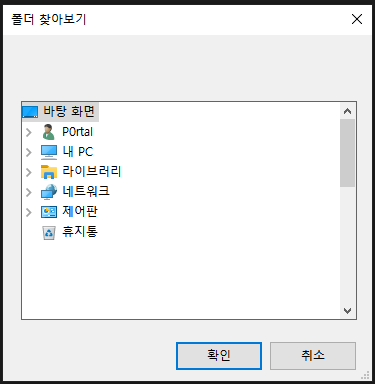 폴더 찾아보기
바탕 화면
P0rtal
내 PC
라이브러리
네트워크
제어판
휴지통
확인
취소